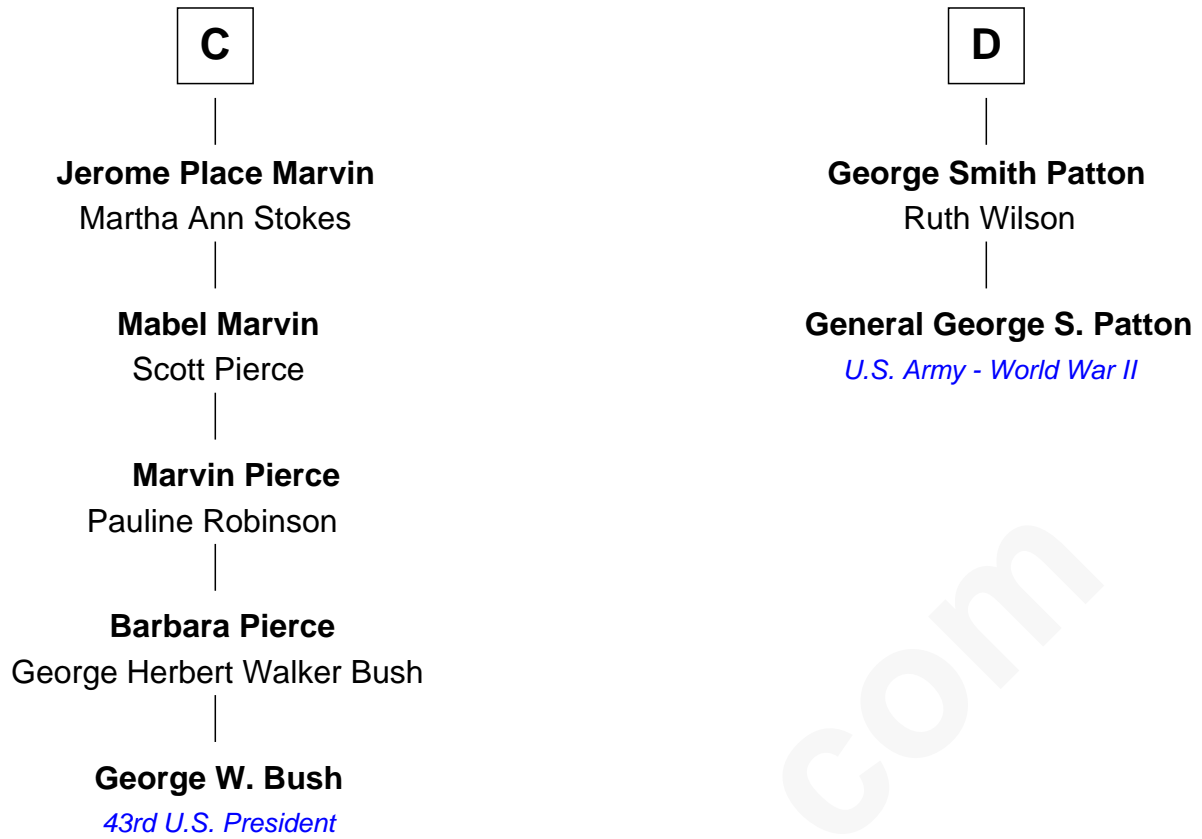 C
Jerome Place Marvin
Martha Ann Stokes
Mabel Marvin
Scott Pierce
Marvin Pierce
Pauline Robinson
Barbara Pierce
George Herbert Walker Bush
George W. Bush
43rd U.S. President
D
George Smith Patton
Ruth Wilson
General George S. Patton
U.S. Army - World War II
com